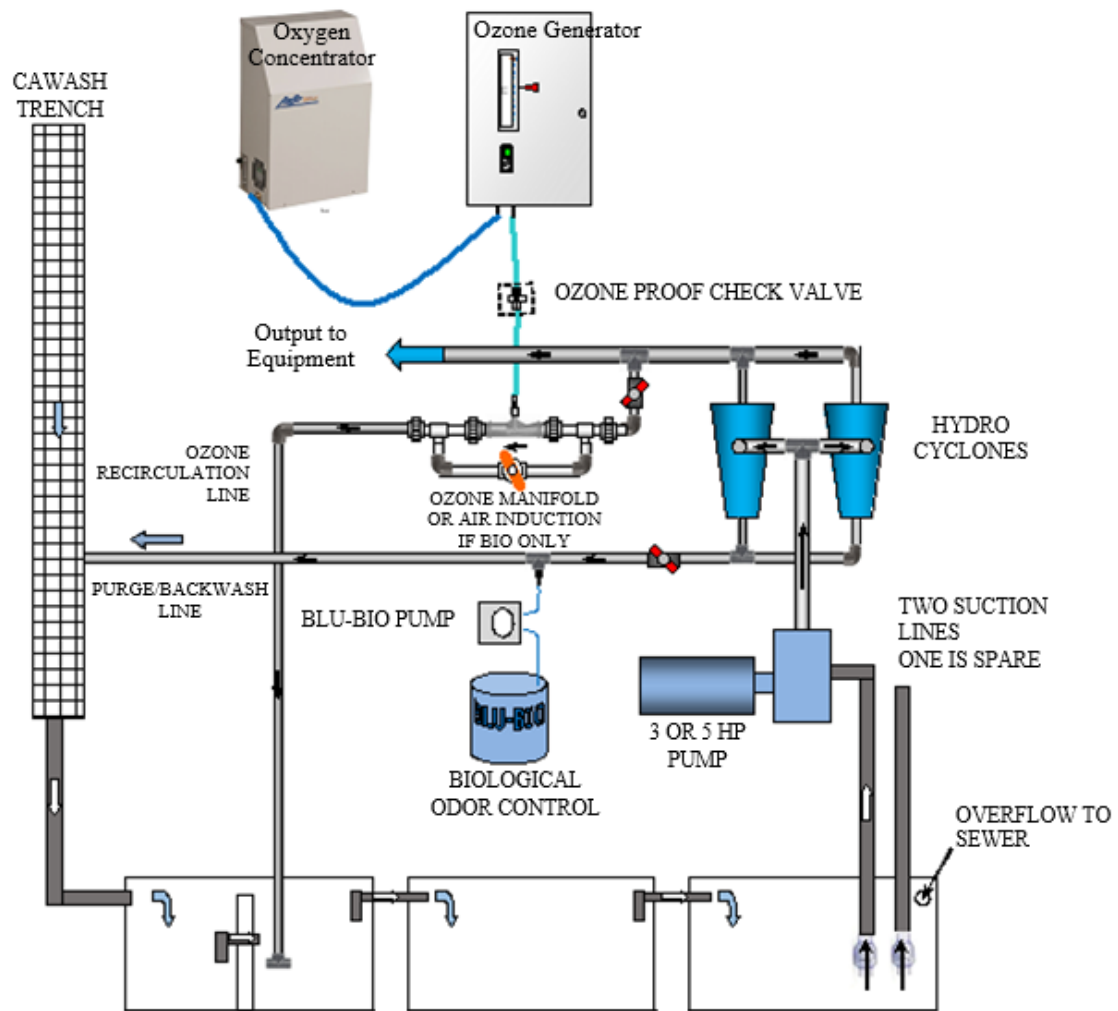 Oxygen
Concentrator
Ozone Generator
CAWASH
TRENCH
OZONE PROOF CHECK VALVE
Output to
Equipment
HYDRO
CYCLONES
OZONE
RECIRCULATION
LINE
OZONE MANIFOLD
OR AIR INDUCTION
IF BIO ONLY
PURGE/BACKWASH
LINE
BLU-BIO PUMP
TWO SUCTION
LINES
ONE IS SPARE
BLU-BIO
3 OR 5 HP
PUMP
BIOLOGICAL
ODOR CONTROL
OVERFLOW TO
SEWER